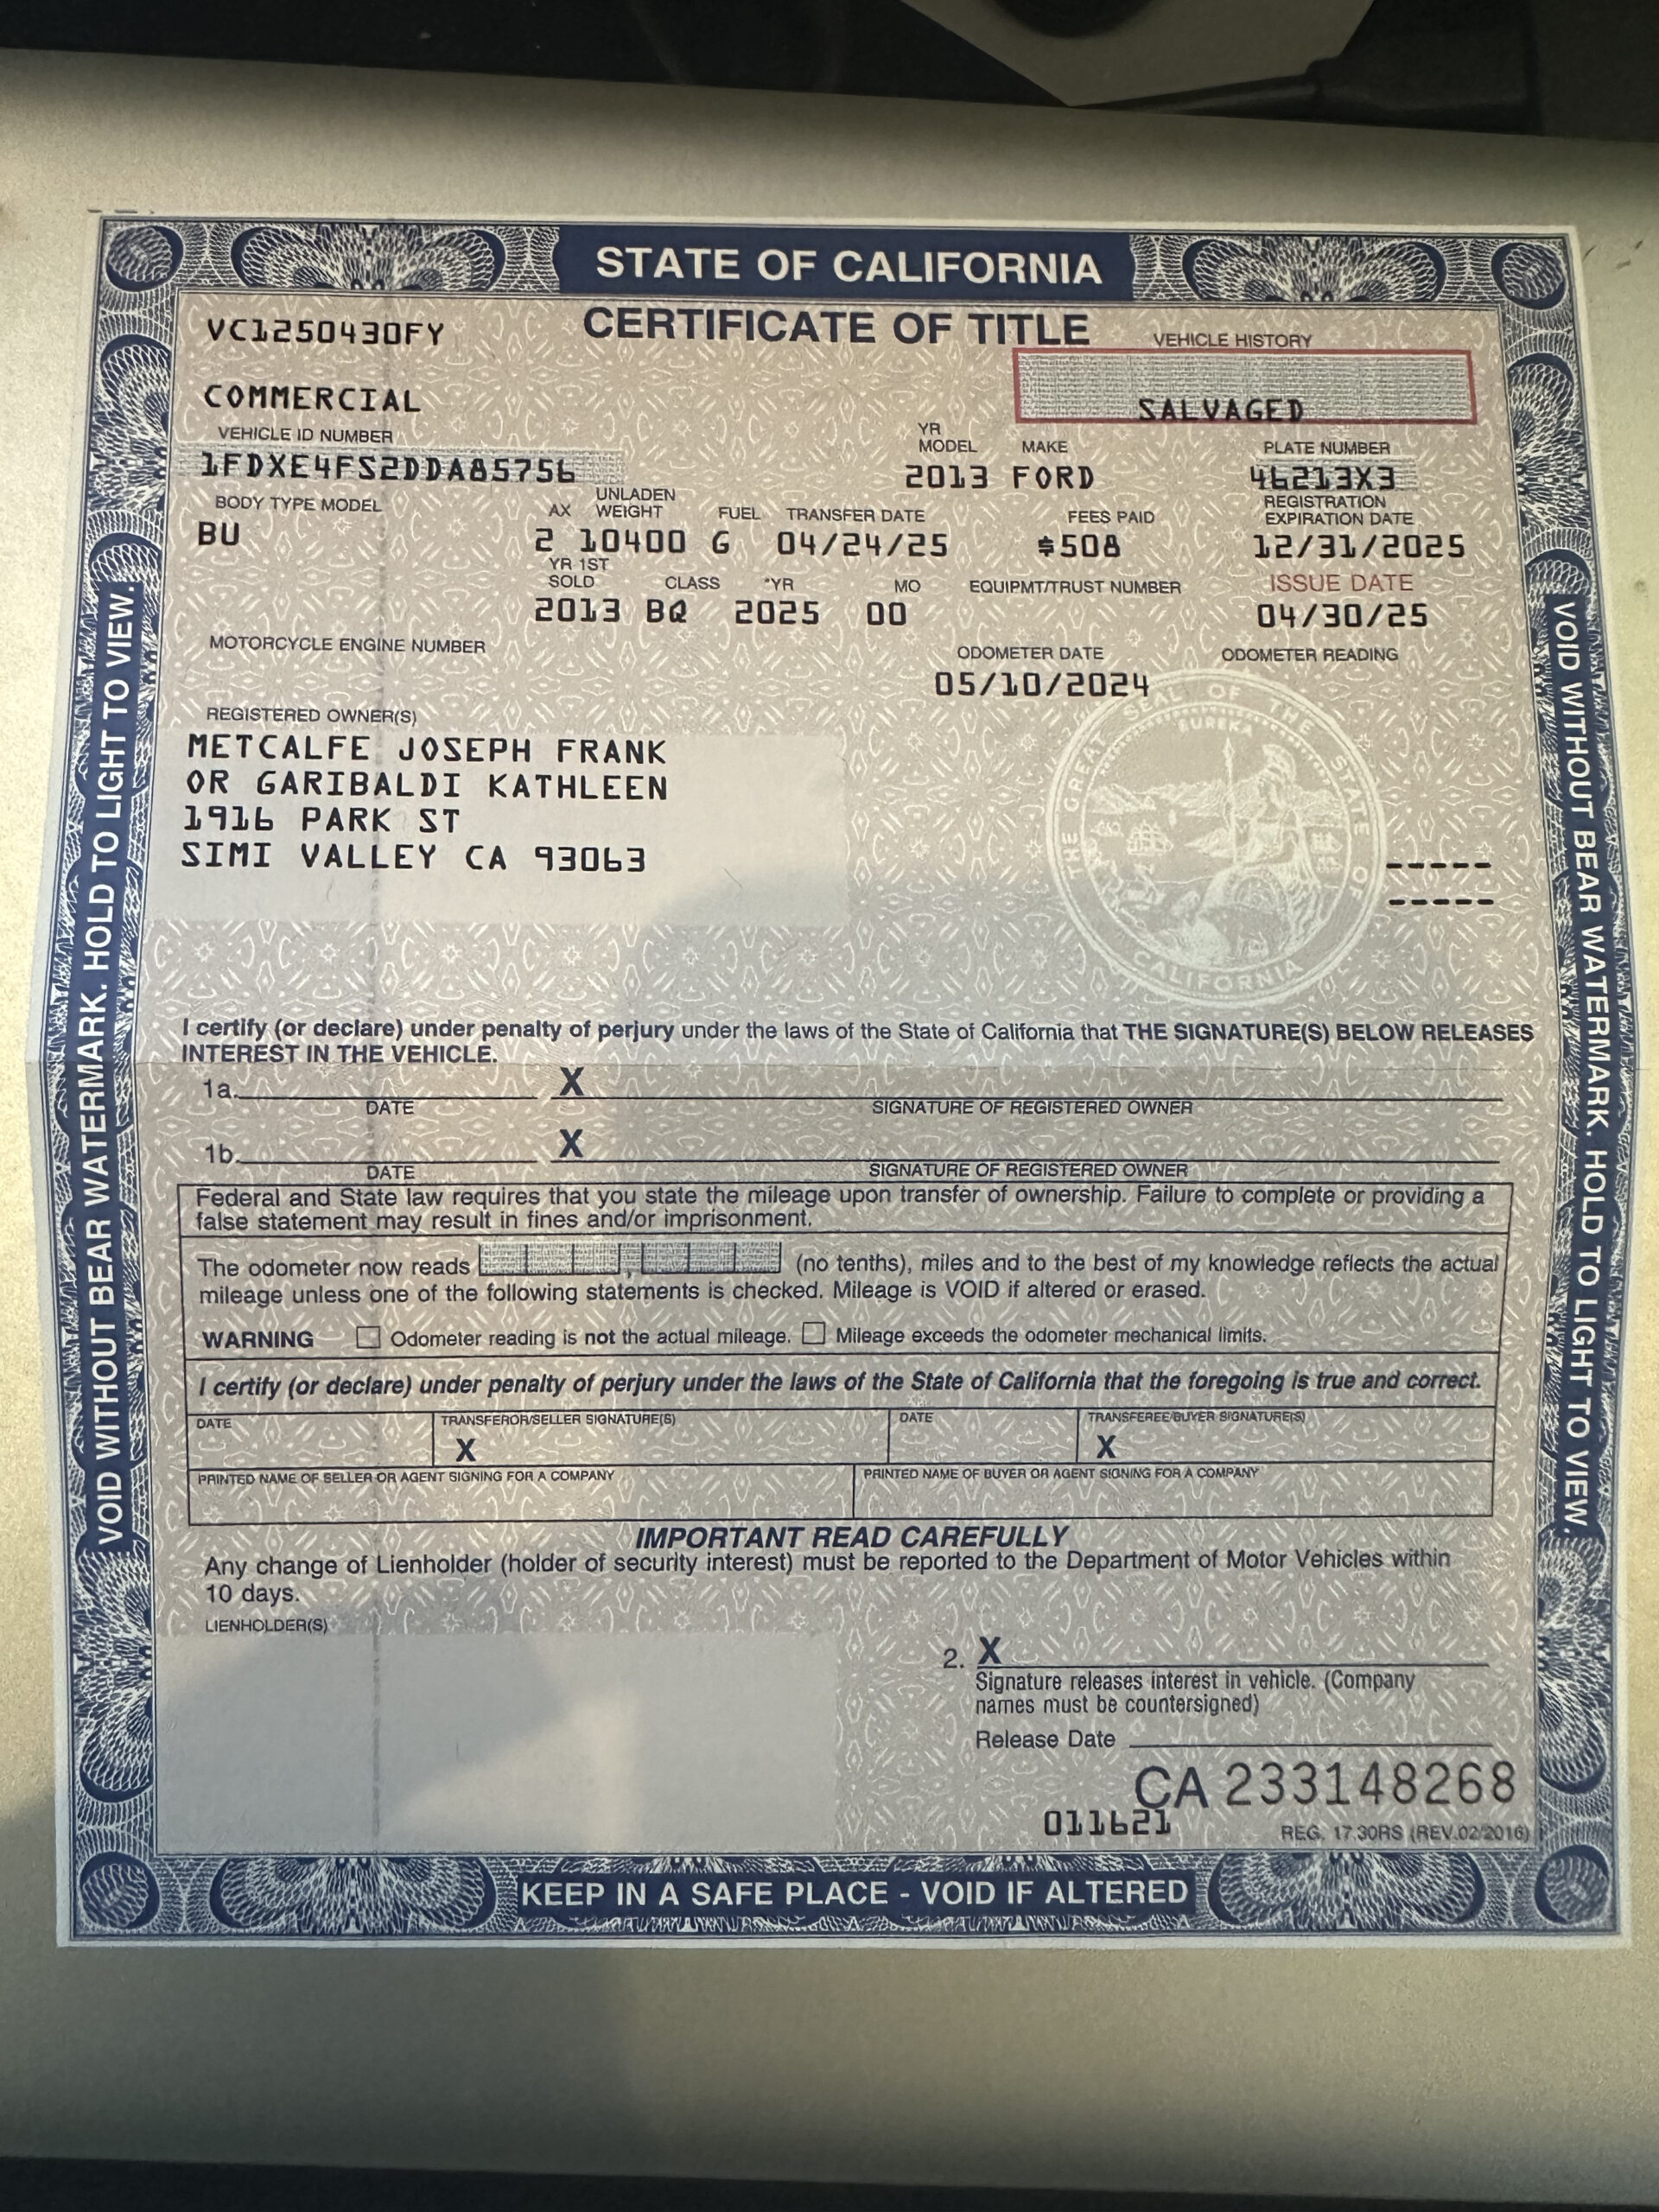 STATE OF CALIFORNIA
CERTIFICATE OF TITLE
VC1250430FY
VEHICLE HISTORY
COMMERCIAL
SALVAGED
VEHICLE ID NUMBER
YR MODEL
MAKE
PLATE NUMBER
1FDXE4FS2DDA85756
2013 FORD
46213X3
BODY TYPE MODEL
AX
UNLADEN WEIGHT
FUEL
TRANSFER DATE
FEES PAID
REGISTRATION EXPIRATION DATE
BU
2 10400 G 04/24/25 $508 12/31/2025
YR 1ST SOLD
CLASS
*YR
MO
EQUIPMT/TRUST NUMBER
ISSUE DATE
2013 BQ 2025 00
04/30/25
MOTORCYCLE ENGINE NUMBER
ODOMETER DATE
ODOMETER READING
05/10/2024
REGISTERED OWNER(S)
METCALFE JOSEPH FRANK
OR GARIBALDI KATHLEEN
1916 PARK ST
SIMI VALLEY CA 93063
THE GREAT SEAL OF THE STATE OF CALIFORNIA
EUREKA
-----
-----
I certify (or declare) under penalty of perjury under the laws of the State of California that THE SIGNATURE(S) BELOW RELEASES
INTEREST IN THE VEHICLE.
1a.
X
DATE
SIGNATURE OF REGISTERED OWNER
1b.
X
DATE
SIGNATURE OF REGISTERED OWNER
Federal and State law requires that you state the mileage upon transfer of ownership. Failure to complete or providing a
false statement may result in fines and/or imprisonment.
The odometer now reads , (no tenths), miles and to the best of my knowledge reflects the actual
mileage unless one of the following statements is checked. Mileage is VOID if altered or erased.
WARNING Odometer reading is not the actual mileage. Mileage exceeds the odometer mechanical limits.
I certify (or declare) under penalty of perjury under the laws of the State of California that the foregoing is true and correct.
DATE
TRANSFEROR/SELLER SIGNATURE(S)
DATE
TRANSFEREE/BUYER SIGNATURE(S)
X
X
PRINTED NAME OF SELLER OR AGENT SIGNING FOR A COMPANY
PRINTED NAME OF BUYER OR AGENT SIGNING FOR A COMPANY
IMPORTANT READ CAREFULLY
Any change of Lienholder (holder of security interest) must be reported to the Department of Motor Vehicles within
10 days.
LIENHOLDER(S)
2. X
Signature releases interest in vehicle. (Company
names must be countersigned)
Release Date
CA 233148268
011621
REG. 17.30RS (REV.02/2016)
KEEP IN A SAFE PLACE - VOID IF ALTERED
VOID WITHOUT BEAR WATERMARK. HOLD TO LIGHT TO VIEW.
VOID WITHOUT BEAR WATERMARK. HOLD TO LIGHT TO VIEW.